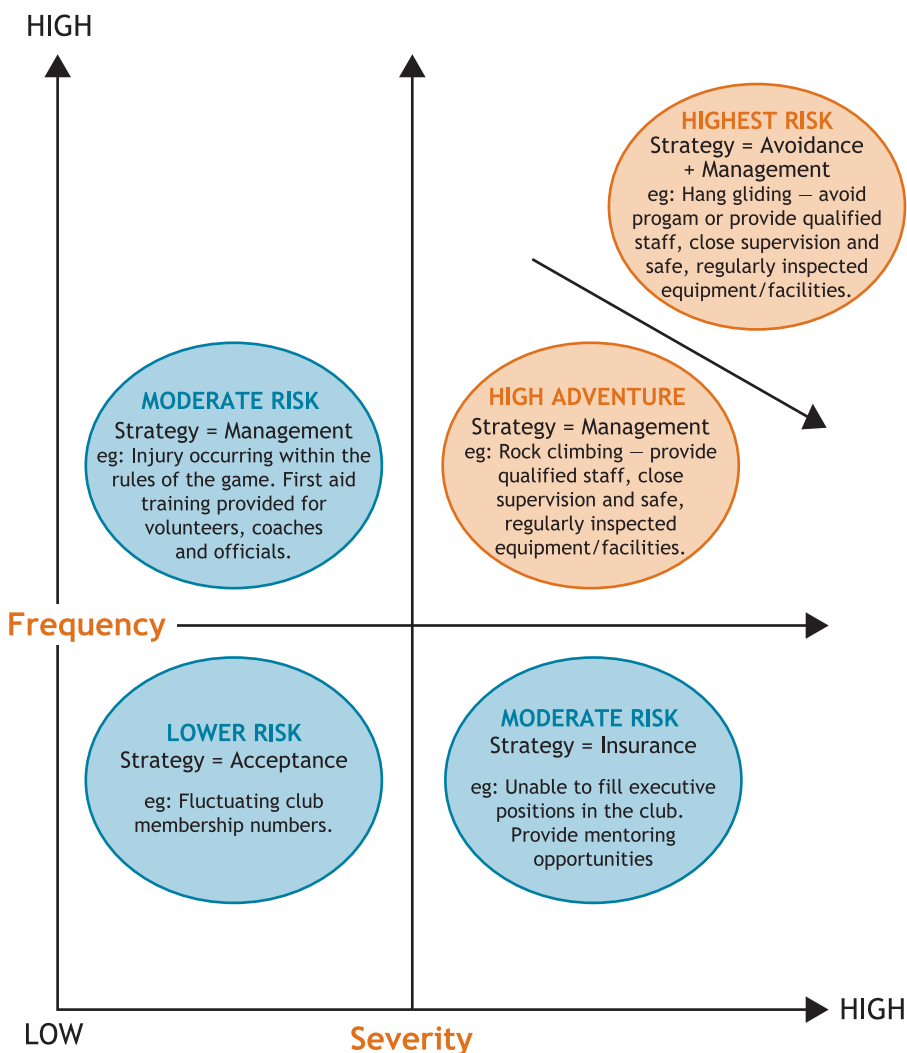 HIGH
HIGHEST RISK
Strategy = Avoidance
+ Management
eg: Hang gliding — avoid
progam or provide qualified
staff, close supervision and
safe, regularly inspected
equipment/facilities.
MODERATE RISK
Strategy = Management
eg: Injury occurring within the
rules of the game. First aid
training provided for
volunteers, coaches
and officials.
HIGH ADVENTURE
Strategy = Management
eg: Rock climbing — provide
qualified staff, close
supervision and safe,
regularly inspected
equipment/facilities.
Frequency
LOWER RISK
Strategy = Acceptance
eg: Fluctuating club
membership numbers.
MODERATE RISK
Strategy = Insurance
eg: Unable to fill executive
positions in the club.
Provide mentoring
opportunities
LOW
Severity
HIGH